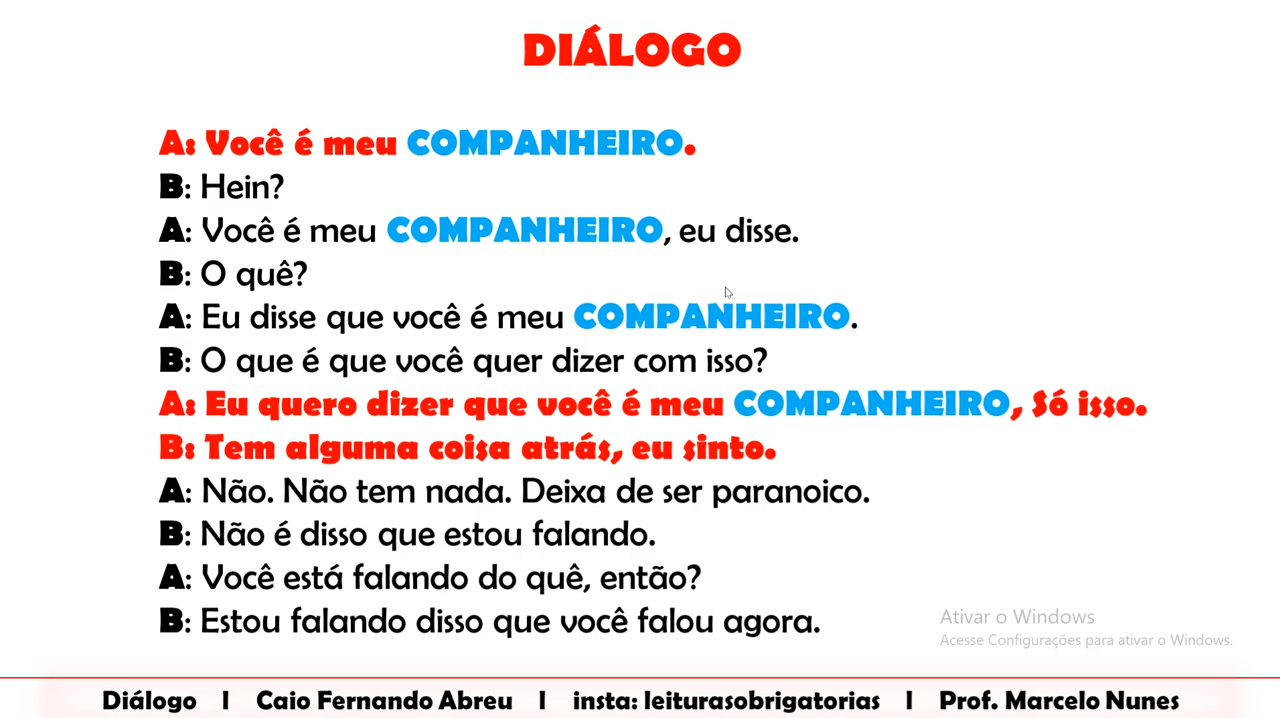 DIÁLOGO
A: Você é meu COMPANHEIRO.
B: Hein?
A: Você é meu COMPANHEIRO, eu disse.
B: O quê?
A: Eu disse que você é meu COMPANHEIRO.
B: O que é que você quer dizer com isso?
A: Eu quero dizer que você é meu COMPANHEIRO, Só isso.
B: Tem alguma coisa atrás, eu sinto.
A: Não. Não tem nada. Deixa de ser paranoico.
B: Não é disso que estou falando.
A: Você está falando do quê, então?
B: Estou falando disso que você falou agora.
Ativar o Windows
Acesse Configurações para ativar o Windows.
Diálogo I Caio Fernando Abreu I insta: leiturasobrigatorias I Prof. Marcelo Nunes